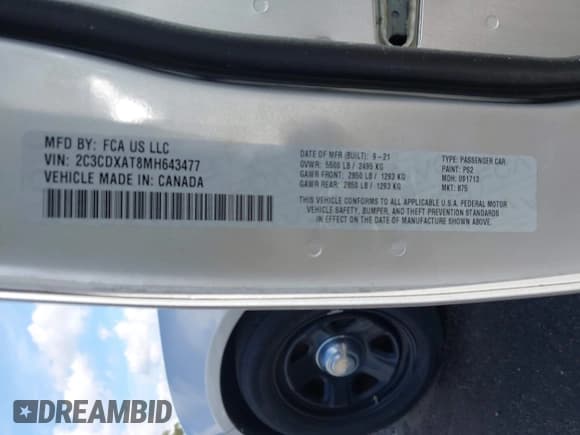 MFD BY: FCA US LLC
VIN: 2C3CDXAT8MH643477
VEHICLE MADE IN: CANADA
DATE OF MFR (BUILT): 9-21
GVWR: 5500 LB / 2495 KG
GAWR FRONT: 2850 LB / 1293 KG
GAWR REAR: 2850 LB / 1293 KG
TYPE: PASSENGER CAR
PAINT: PS2
MDH: 091713
MKT: B75
THIS VEHICLE CONFORMS TO ALL APPLICABLE U.S.A. FEDERAL MOTOR
VEHICLE SAFETY, BUMPER, AND THEFT PREVENTION STANDARDS
IN EFFECT ON THE DATE OF MANUFACTURE SHOWN ABOVE.
DREAMBID